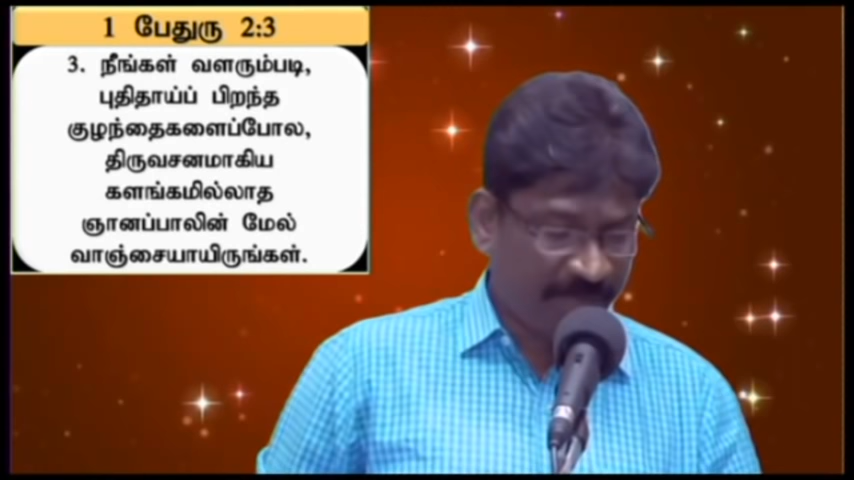 1 பேதுரு 2:3
3. நீங்கள் வளரும்படி,
புதிதாய்ப் பிறந்த
குழந்தைகளைப்போல,
திருவசனமாகிய
களங்கமில்லாத
ஞானப்பாலின் மேல்
வாஞ்சையாயிருங்கள்.